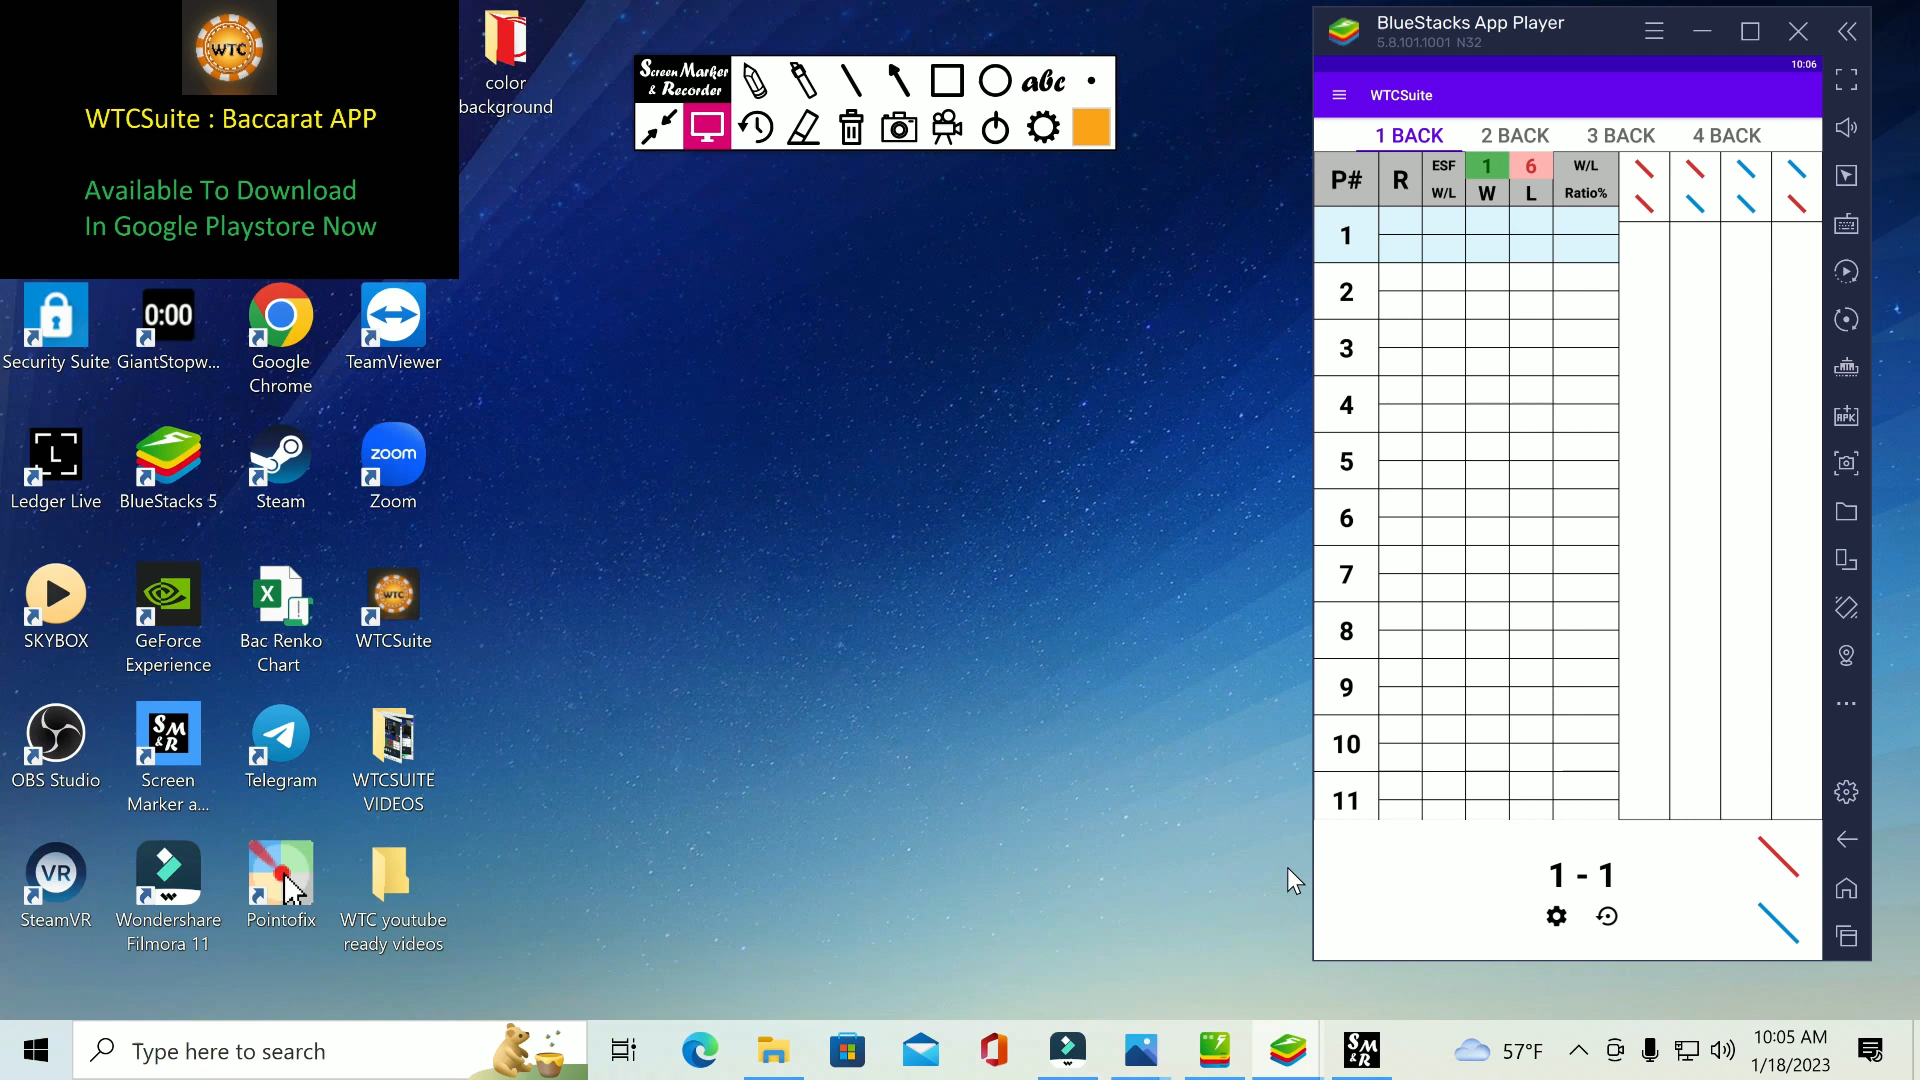 WTC
WTCSuite : Baccarat APP
Available To Download
In Google Playstore Now
color
background
Screen Marker
& Recorder
abc
BlueStacks App Player
5.8.101.1001 N32
10:06
WTCSuite
1 BACK 2 BACK 3 BACK 4 BACK
P# R ESF 1 6 W/L
W/L W L Ratio%
1
2
3
4
5
6
7
8
9
10
11
1 - 1
APK
Security Suite
0:00
GiantStopw...
Google
Chrome
TeamViewer
L
Ledger Live
BlueStacks 5
Steam
zoom
Zoom
SKYBOX
GeForce
Experience
X
Bac Renko
Chart
WTC
WTCSuite
OBS Studio
SM
&R
Screen
Marker a...
Telegram
WTCSUITE
VIDEOS
VR
SteamVR
Wondershare
Filmora 11
Pointofix
WTC youtube
ready videos
Type here to search
SM
&R
57°F
10:05 AM
1/18/2023